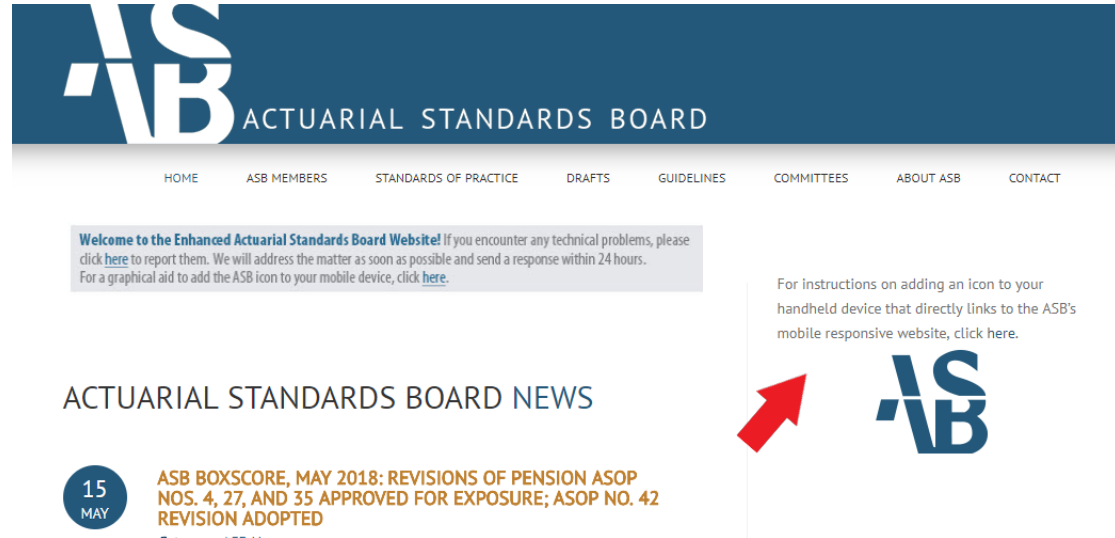 ASB
ACTUARIAL STANDARDS BOARD
HOME ASB MEMBERS STANDARDS OF PRACTICE DRAFTS GUIDELINES COMMITTEES ABOUT ASB CONTACT
Welcome to the Enhanced Actuarial Standards Board Website! If you encounter any technical problems, please
click here to report them. We will address the matter as soon as possible and send a response within 24 hours.
For a graphical aid to add the ASB icon to your mobile device, click here.
For instructions on adding an icon to your
handheld device that directly links to the ASB's
mobile responsive website, click here.
ASB
ACTUARIAL STANDARDS BOARD NEWS
15
MAY
ASB BOXSCORE, MAY 2018: REVISIONS OF PENSION ASOP
NOS. 4, 27, AND 35 APPROVED FOR EXPOSURE; ASOP NO. 42
REVISION ADOPTED